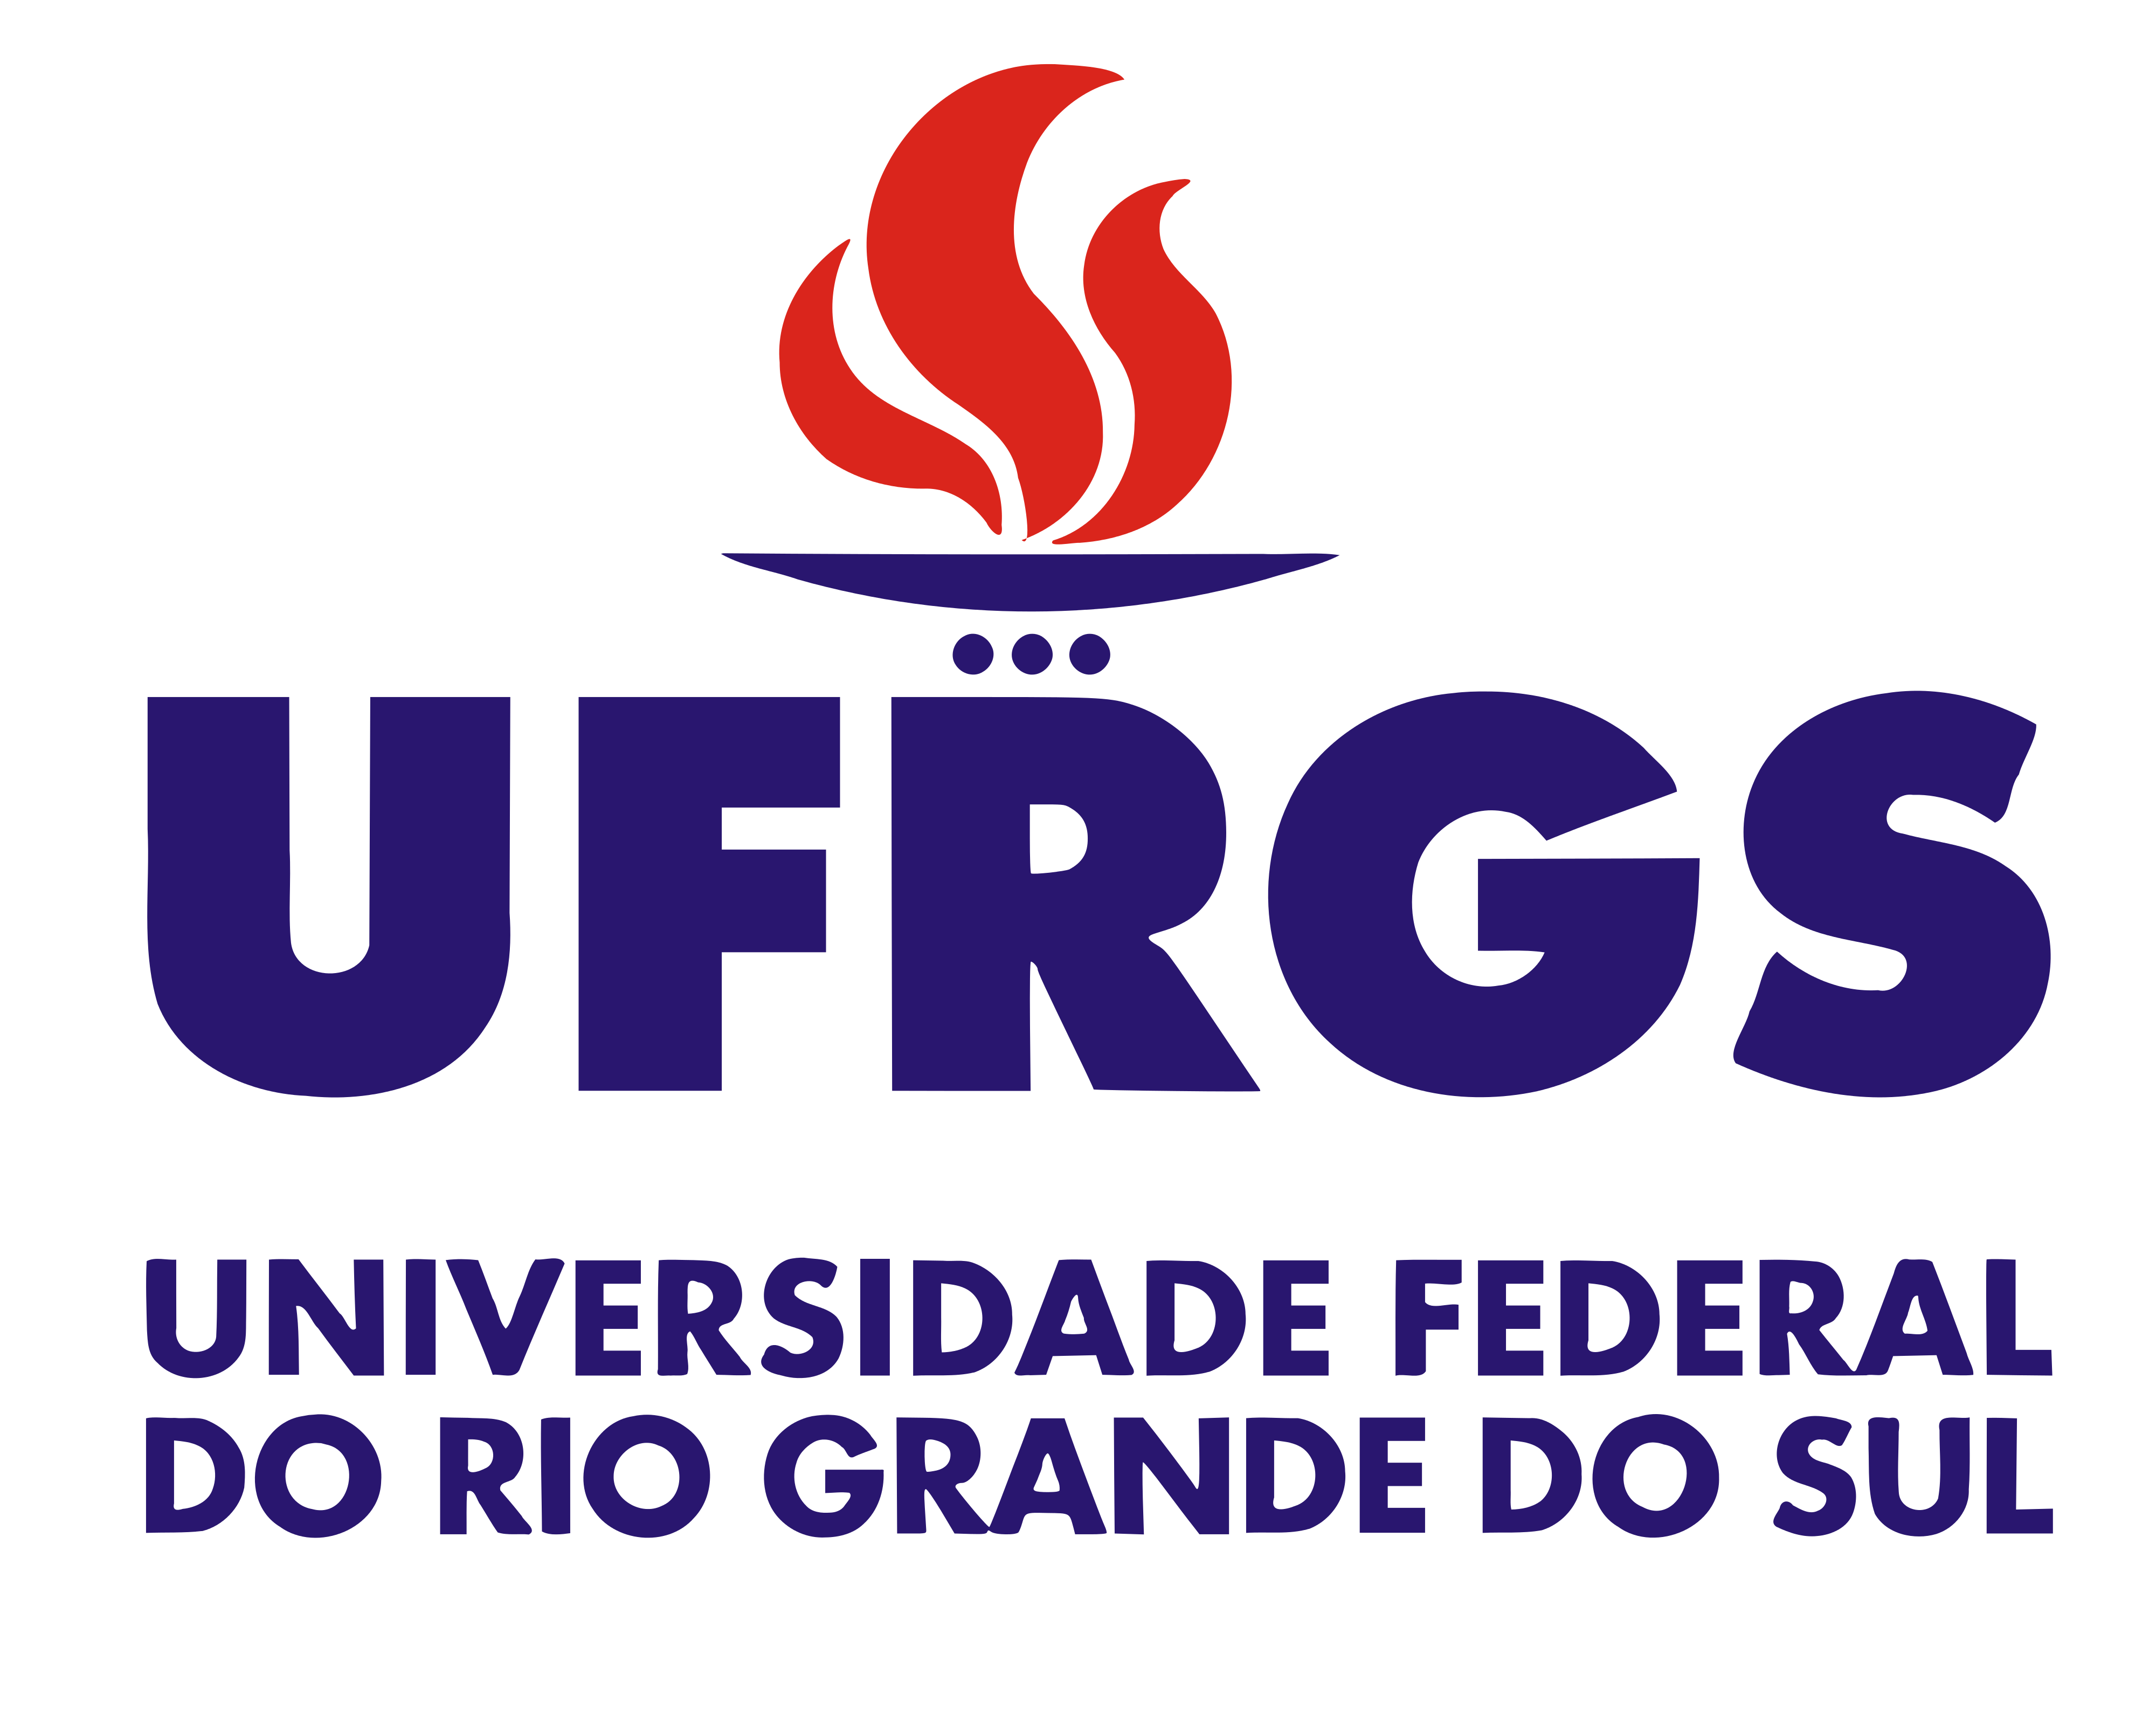 UFRGS
UNIVERSIDADE FEDERAL
DO RIO GRANDE DO SUL